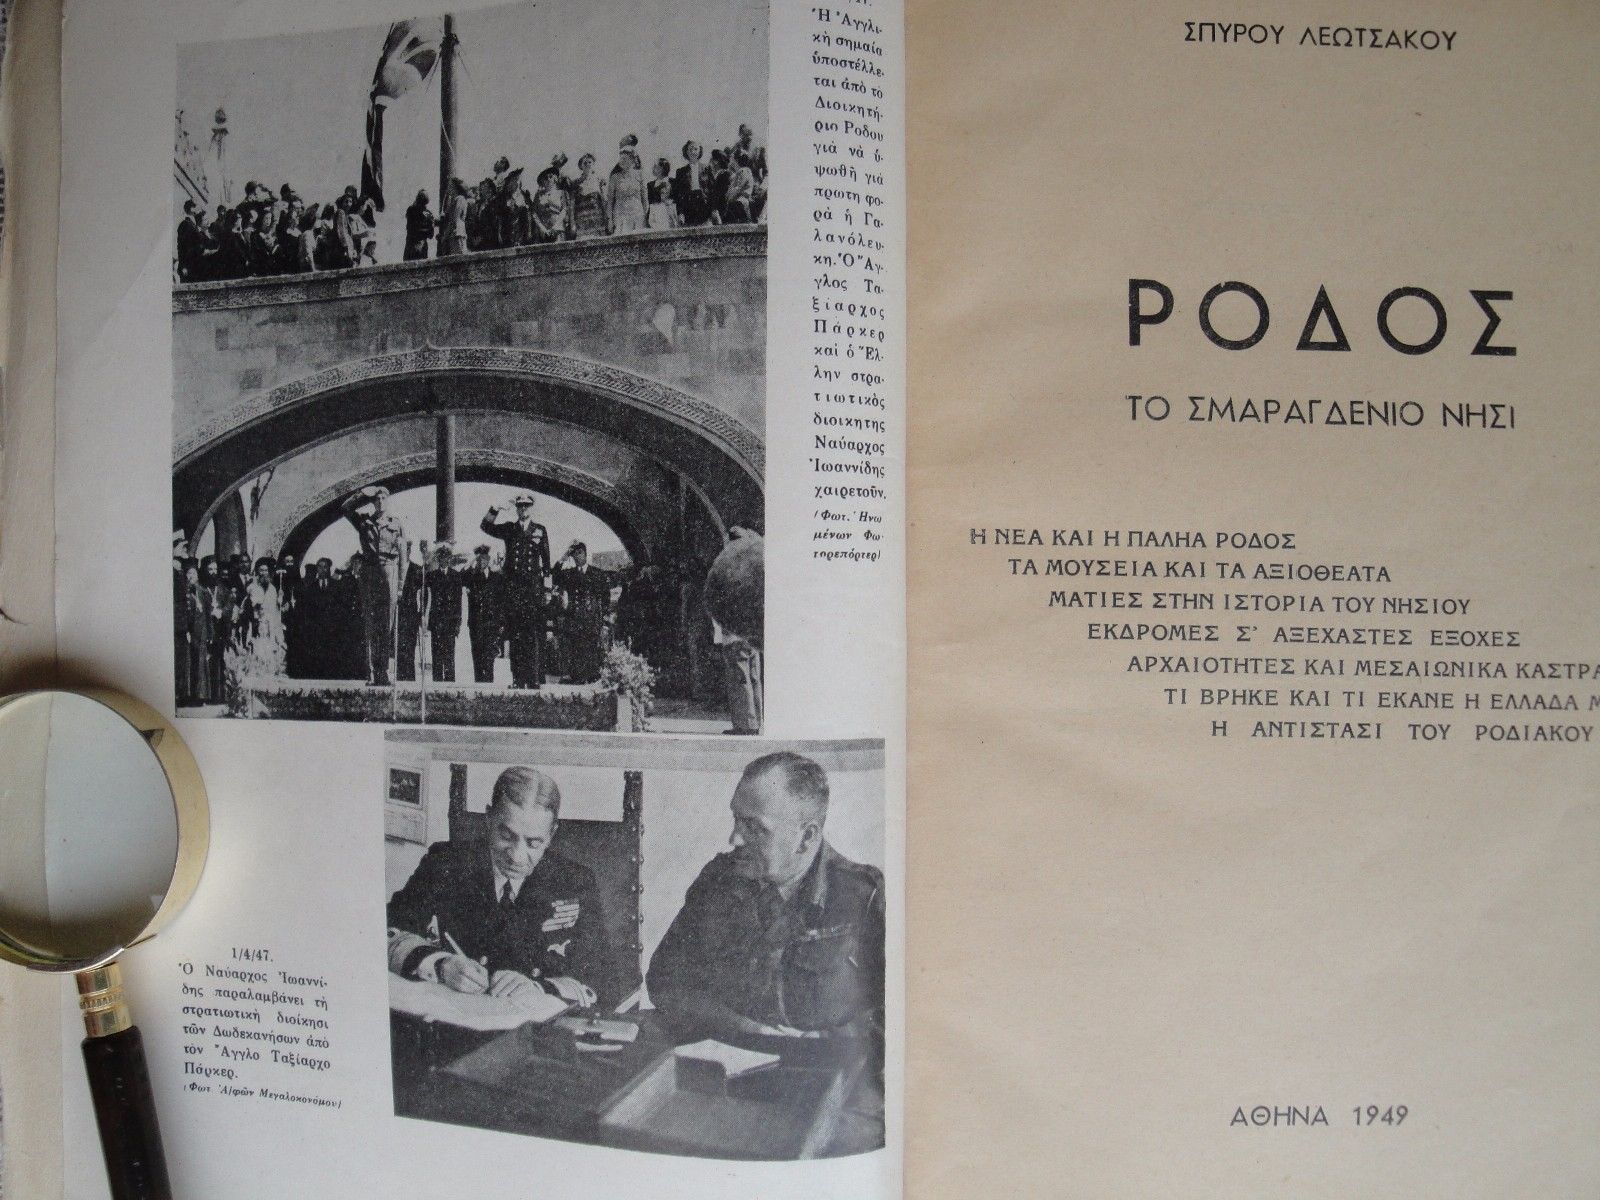 /47.
Ἡ Ἀγγλι-
κὴ σημαία
ὑποστέλλε-
ται ἀπὸ τὸ
Διοικητή-
ριο Ροδου
γιὰ νὰ ὑ-
ψωθῆ γιὰ
πρωτη φο-
ρὰ ἡ Γα-
λανόλευ-
κη. Ὁ Ἄγ-
γλος Τα-
ξίαρχος
Πάρκερ
καὶ ὁ Ἕλ-
λην στρα-
τιωτικὸς
διοικητης
Ναύαρχος
Ἰωαννίδης
χαιρετοῦν.
(Φωτ. Ἡνω
μένων Φω-
τορεπόρτερ)
1/4/47.
Ὁ Ναύαρχος Ἰωαννί-
δης παραλαμβάνει τὴ
στρατιωτικὴ διοίκησι
τῶν Δωδεκανήσων ἀπὸ
τὸν Ἄγγλο Ταξίαρχο
Πάρκερ.
(Φωτ. Ἀ/φῶν Μεγαλοκονόμου)
ΣΠΥΡΟΥ ΛΕΩΤΣΑΚΟΥ
ΡΟΔΟΣ
ΤΟ ΣΜΑΡΑΓΔΕΝΙΟ ΝΗΣΙ
Η ΝΕΑ ΚΑΙ Η ΠΑΛΗΑ ΡΟΔΟΣ
ΤΑ ΜΟΥΣΕΙΑ ΚΑΙ ΤΑ ΑΞΙΟΘΕΑΤΑ
ΜΑΤΙΕΣ ΣΤΗΝ ΙΣΤΟΡΙΑ ΤΟΥ ΝΗΣΙΟΥ
ΕΚΔΡΟΜΕΣ Σ' ΑΞΕΧΑΣΤΕΣ ΕΞΟΧΕΣ
ΑΡΧΑΙΟΤΗΤΕΣ ΚΑΙ ΜΕΣΑΙΩΝΙΚΑ ΚΑΣΤΡΑ
ΤΙ ΒΡΗΚΕ ΚΑΙ ΤΙ ΕΚΑΝΕ Η ΕΛΛΑΔΑ Μ
Η ΑΝΤΙΣΤΑΣΙ ΤΟΥ ΡΟΔΙΑΚΟΥ
ΑΘΗΝΑ 1949